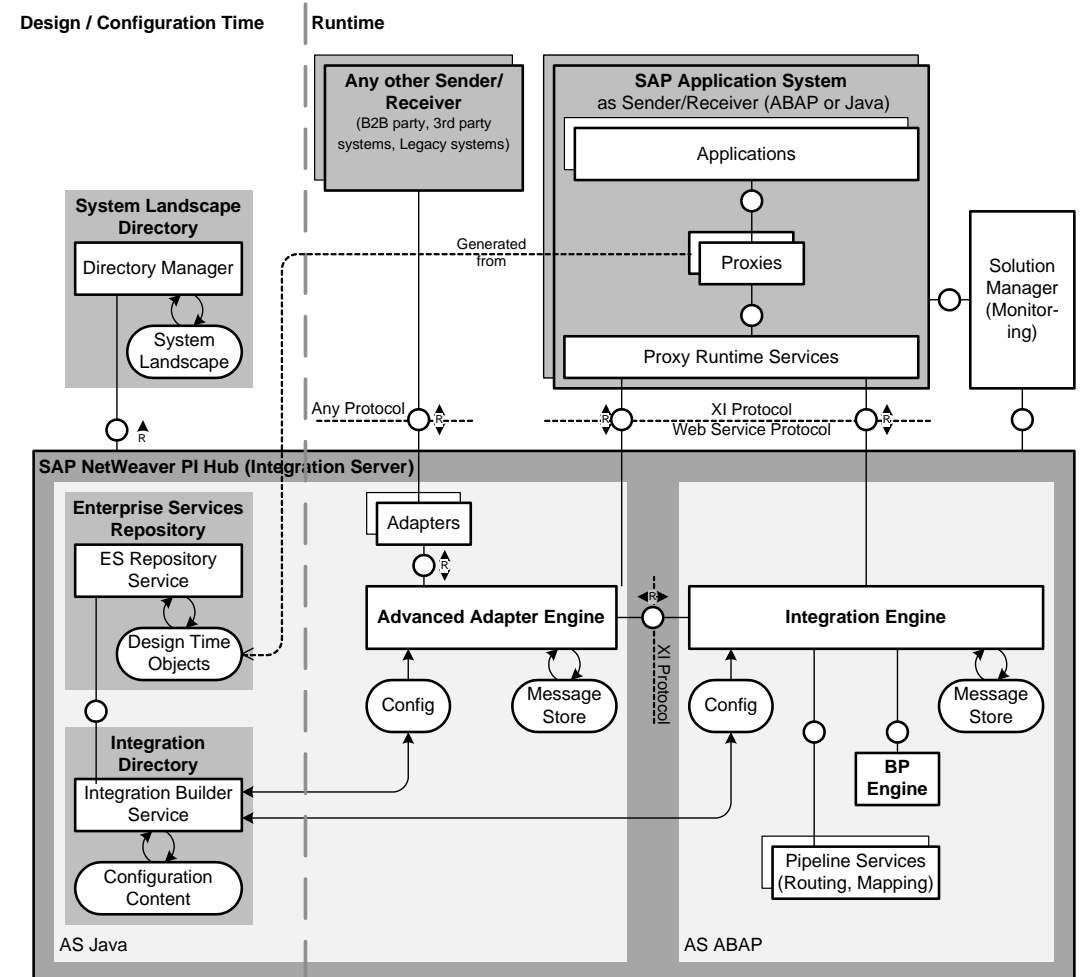 Design / Configuration Time
Runtime
Any other Sender/
Receiver
(B2B party, 3rd party
systems, Legacy systems)
SAP Application System
as Sender/Receiver (ABAP or Java)
Applications
Proxies
Proxy Runtime Services
Solution
Manager
(Monitor-
ing)
System Landscape
Directory
Directory Manager
System
Landscape
R
Generated
from
Any Protocol
R
R
XI Protocol
Web Service Protocol
R
SAP NetWeaver PI Hub (Integration Server)
Enterprise Services
Repository
ES Repository
Service
Design Time
Objects
Integration
Directory
Integration Builder
Service
Configuration
Content
AS Java
Adapters
R
Advanced Adapter Engine
Config
Message
Store
R
XI Protocol
Integration Engine
Config
Message
Store
BP
Engine
Pipeline Services
(Routing, Mapping)
AS ABAP